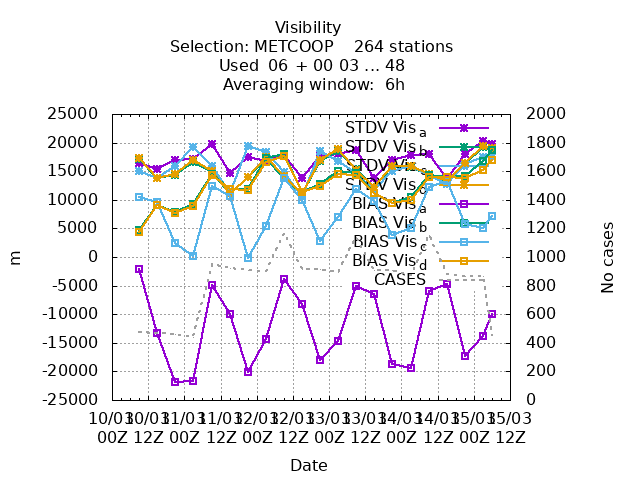 Visibility
Selection: METCOOP    264 stations
Used  06 + 00 03 ... 48
Averaging window:  6h
25000
20000
15000
10000
5000
0
-5000
-10000
-15000
-20000
-25000
m
2000
1800
1600
1400
1200
1000
800
600
400
200
0
No cases
STDV Vis a
STDV Vis b
STDV Vis c
STDV Vis d
BIAS Vis a
BIAS Vis b
BIAS Vis c
BIAS Vis d
CASES
10/03 10/03 11/03 11/03 12/03 12/03 13/03 13/03 14/03 14/03 15/03 15/03
00Z 12Z 00Z 12Z 00Z 12Z 00Z 12Z 00Z 12Z 00Z 12Z
Date